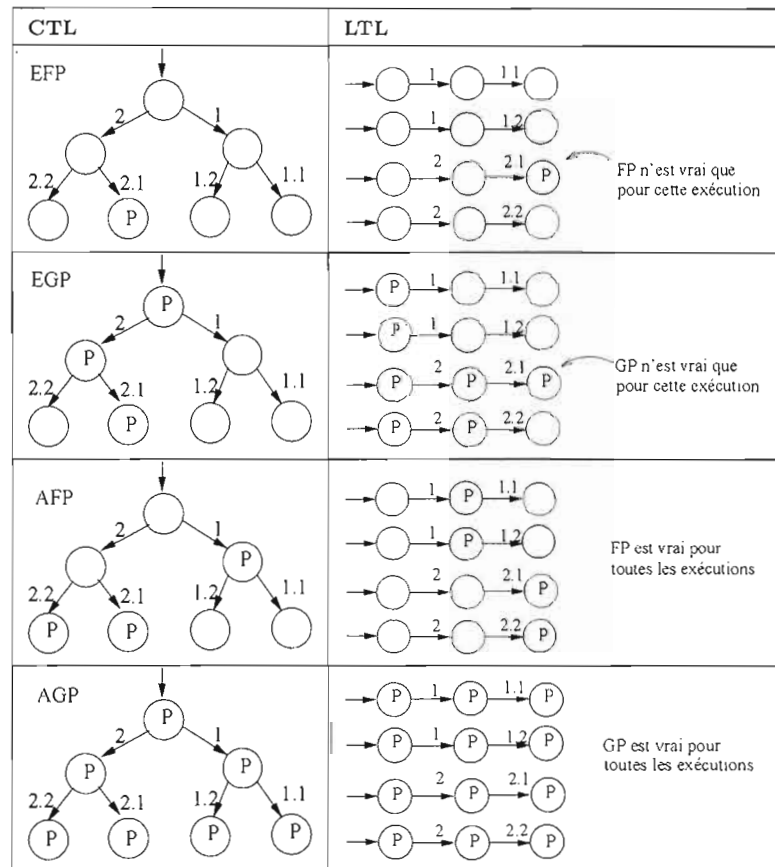 CTL LTL
EFP
2 1
2.2 2.1 1.2 1.1
P
1 1.1
1 1.2
2 2.1 P
2 2.2
FP n'est vrai que
pour cette exécution
EGP
P
2 1
P
2.2 2.1 1.2 1.1
P
P 1 1.1
P 1 1.2
P 2 P 2.1 P
P 2 P 2.2
GP n'est vrai que
pour cette exécution
AFP
2 1
P
2.2 2.1 1.2 1.1
P P
1 P 1.1
1 P 1.2
2 2.1 P
2 2.2 P
FP est vrai pour
toutes les exécutions
AGP
P
2 1
P P
2.2 2.1 1.2 1.1
P P P P
P 1 P 1.1 P
P 1 P 1.2 P
P 2 P 2.1 P
P 2 P 2.2 P
GP est vrai pour
toutes les exécutions